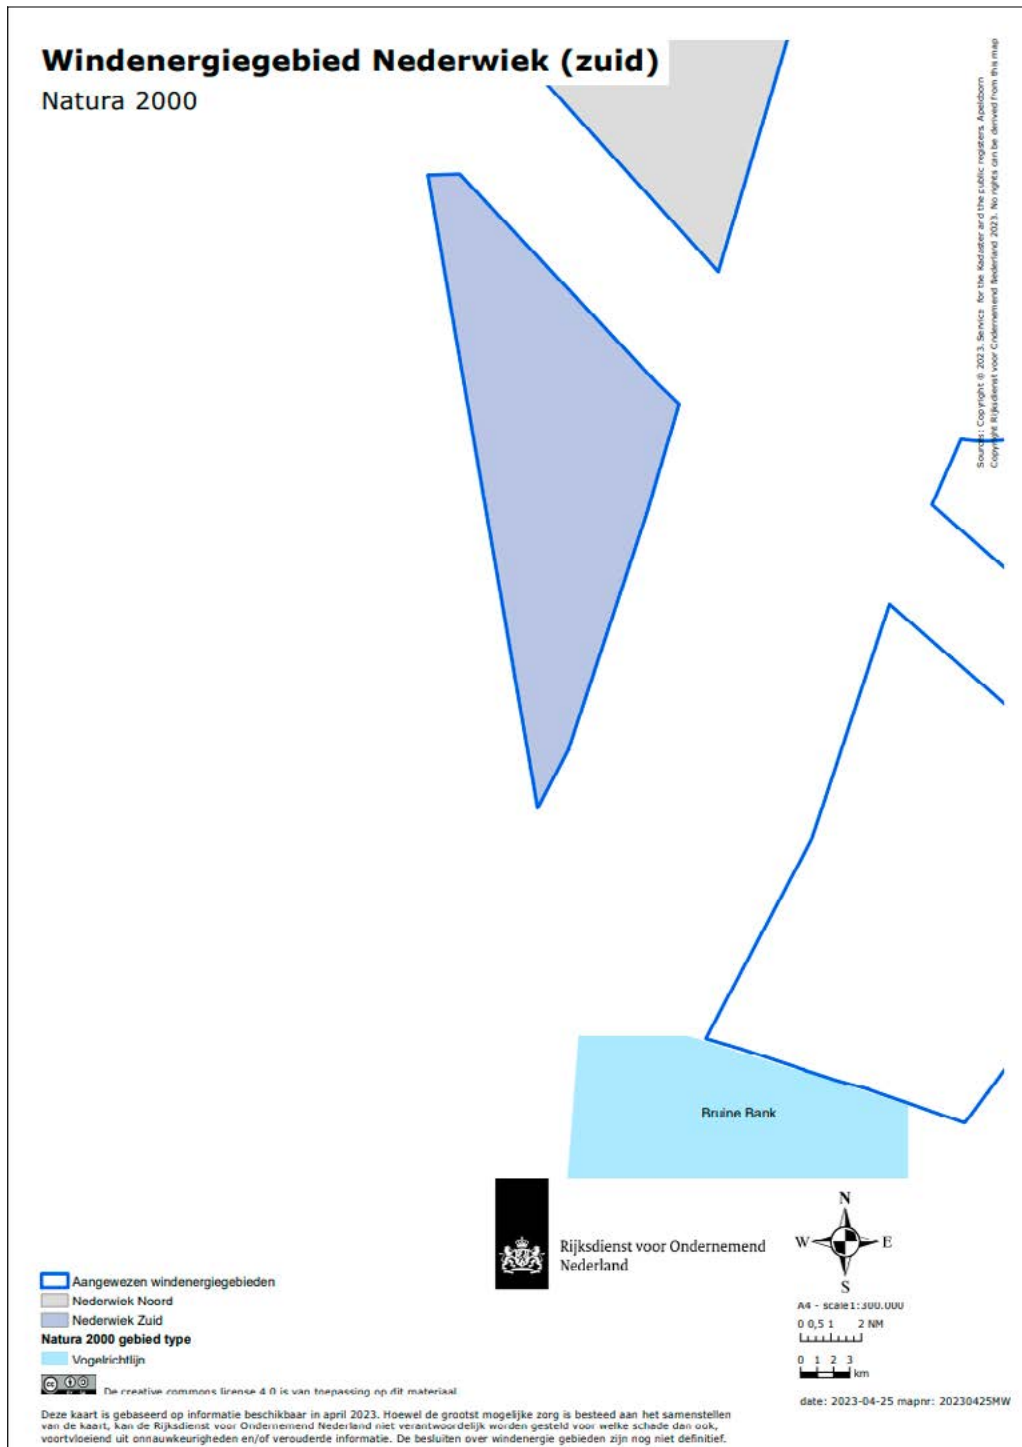 Windenergiegebied Nederwiek (zuid)
Natura 2000
Sources: Copyright © 2023. Service for the Kadaster and the public registers. Apeldoorn
Copyright Rijksdienst voor Ondernemend Nederland 2023. No rights can be derived from this map
Bruine Bank
Rijksdienst voor Ondernemend
Nederland
N
W E
S
A4 - scale1:300.000
0 0,5 1 2 NM
0 1 2 3
km
date: 2023-04-25 mapnr: 20230425MW
Aangewezen windenergiegebieden
Nederwiek Noord
Nederwiek Zuid
Natura 2000 gebied type
Vogelrichtlijn
cc
De creative commons license 4.0 is van toepassing op dit materiaal
Deze kaart is gebaseerd op informatie beschikbaar in april 2023. Hoewel de grootst mogelijke zorg is besteed aan het samenstellen
van de kaart, kan de Rijksdienst voor Ondernemend Nederland niet verantwoordelijk worden gesteld voor welke schade dan ook,
voortvloeiend uit onnauwkeurigheden en/of verouderde informatie. De besluiten over windenergie gebieden zijn nog niet definitief.